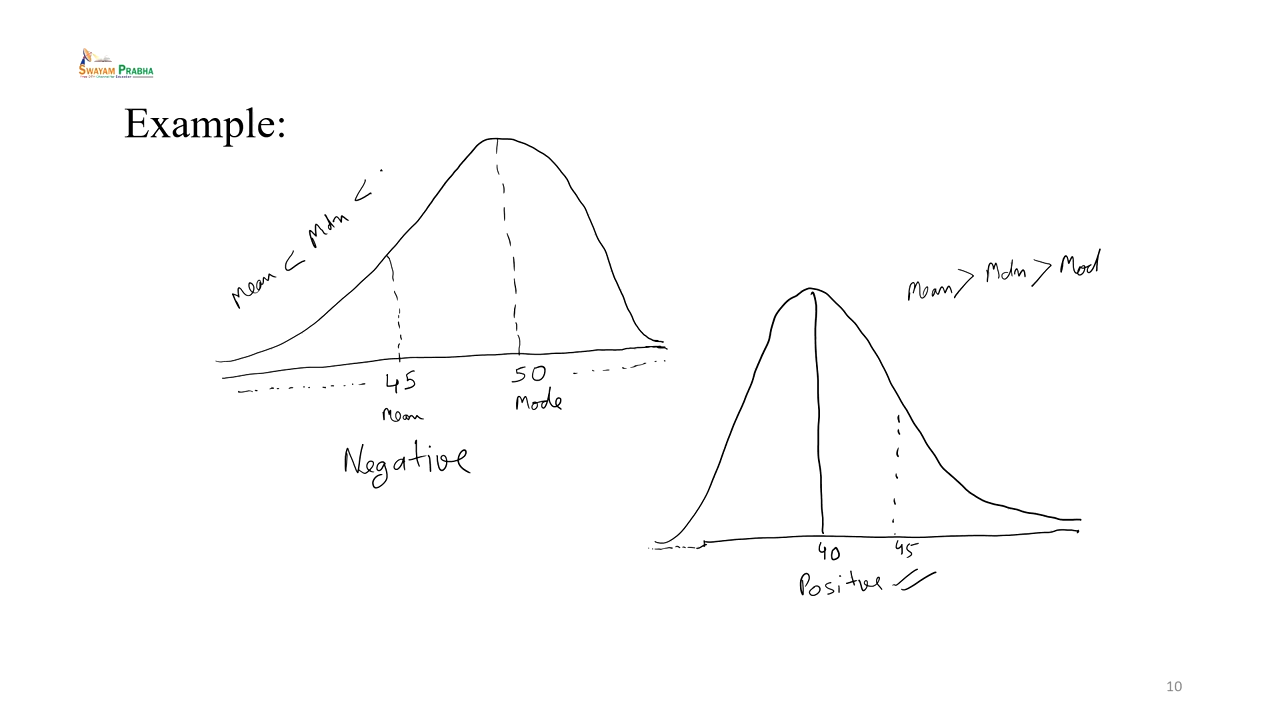 SWAYAM PRABHA
Example:
Mean < Mdn <
45
50
Mean
Mode
Negative
Mean > Mdn > Mod
40
45
Positive
10